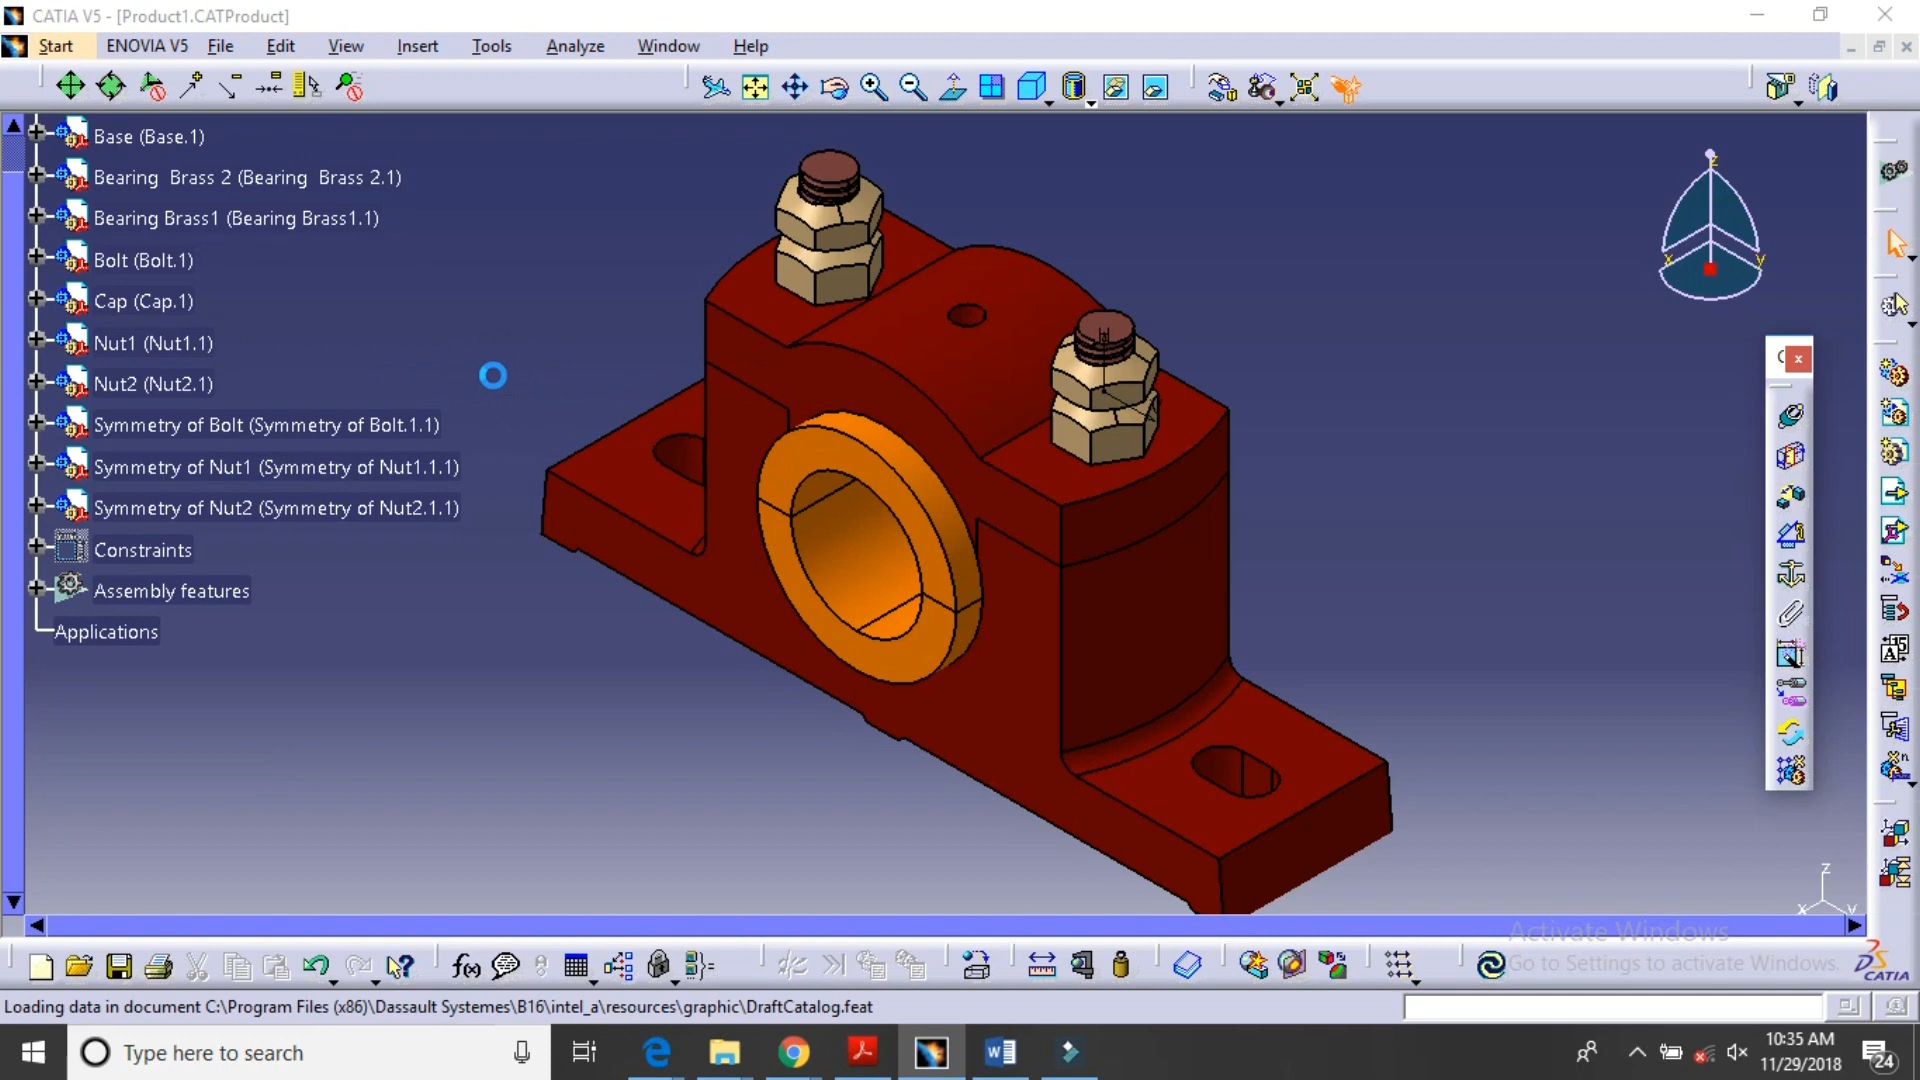 CATIA V5 - [Product1.CATProduct]
Start ENOVIA V5 File Edit View Insert Tools Analyze Window Help
Base (Base.1)
Bearing  Brass 2 (Bearing  Brass 2.1)
Bearing Brass1 (Bearing Brass1.1)
Bolt (Bolt.1)
Cap (Cap.1)
Nut1 (Nut1.1)
Nut2 (Nut2.1)
Symmetry of Bolt (Symmetry of Bolt.1.1)
Symmetry of Nut1 (Symmetry of Nut1.1.1)
Symmetry of Nut2 (Symmetry of Nut2.1.1)
Constraints
Assembly features
Applications
z
x y
z
x y
Activate Windows
Go to Settings to activate Windows.
CATIA
Loading data in document C:\Program Files (x86)\Dassault Systemes\B16\intel_a\resources\graphic\DraftCatalog.feat
Type here to search
10:35 AM
11/29/2018
24